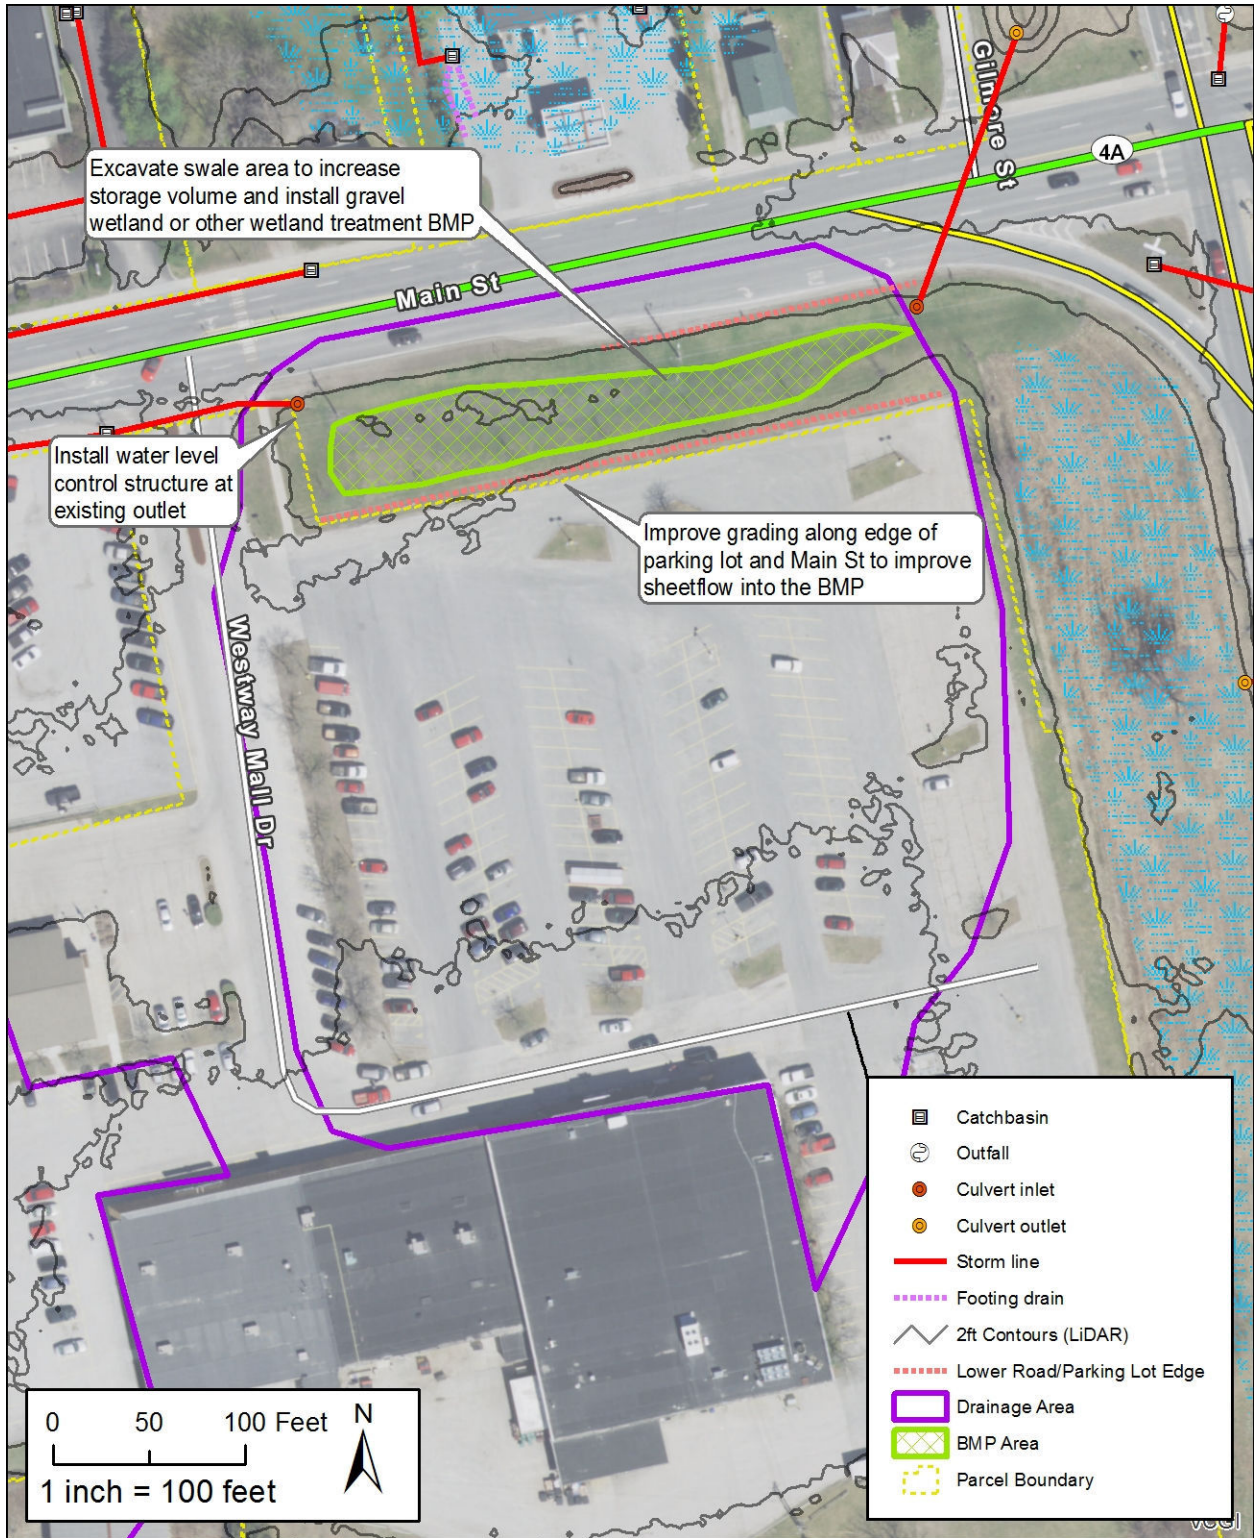 Gilmore St
4A
Excavate swale area to increase
storage volume and install gravel
wetland or other wetland treatment BMP
Main St
Install water level
control structure at
existing outlet
Improve grading along edge of
parking lot and Main St to improve
sheetflow into the BMP
Westway Mall Dr
Catchbasin
Outfall
Culvert inlet
Culvert outlet
Storm line
Footing drain
2ft Contours (LiDAR)
Lower Road/Parking Lot Edge
Drainage Area
BMP Area
Parcel Boundary
0 50 100 Feet
N
1 inch = 100 feet
VCGI